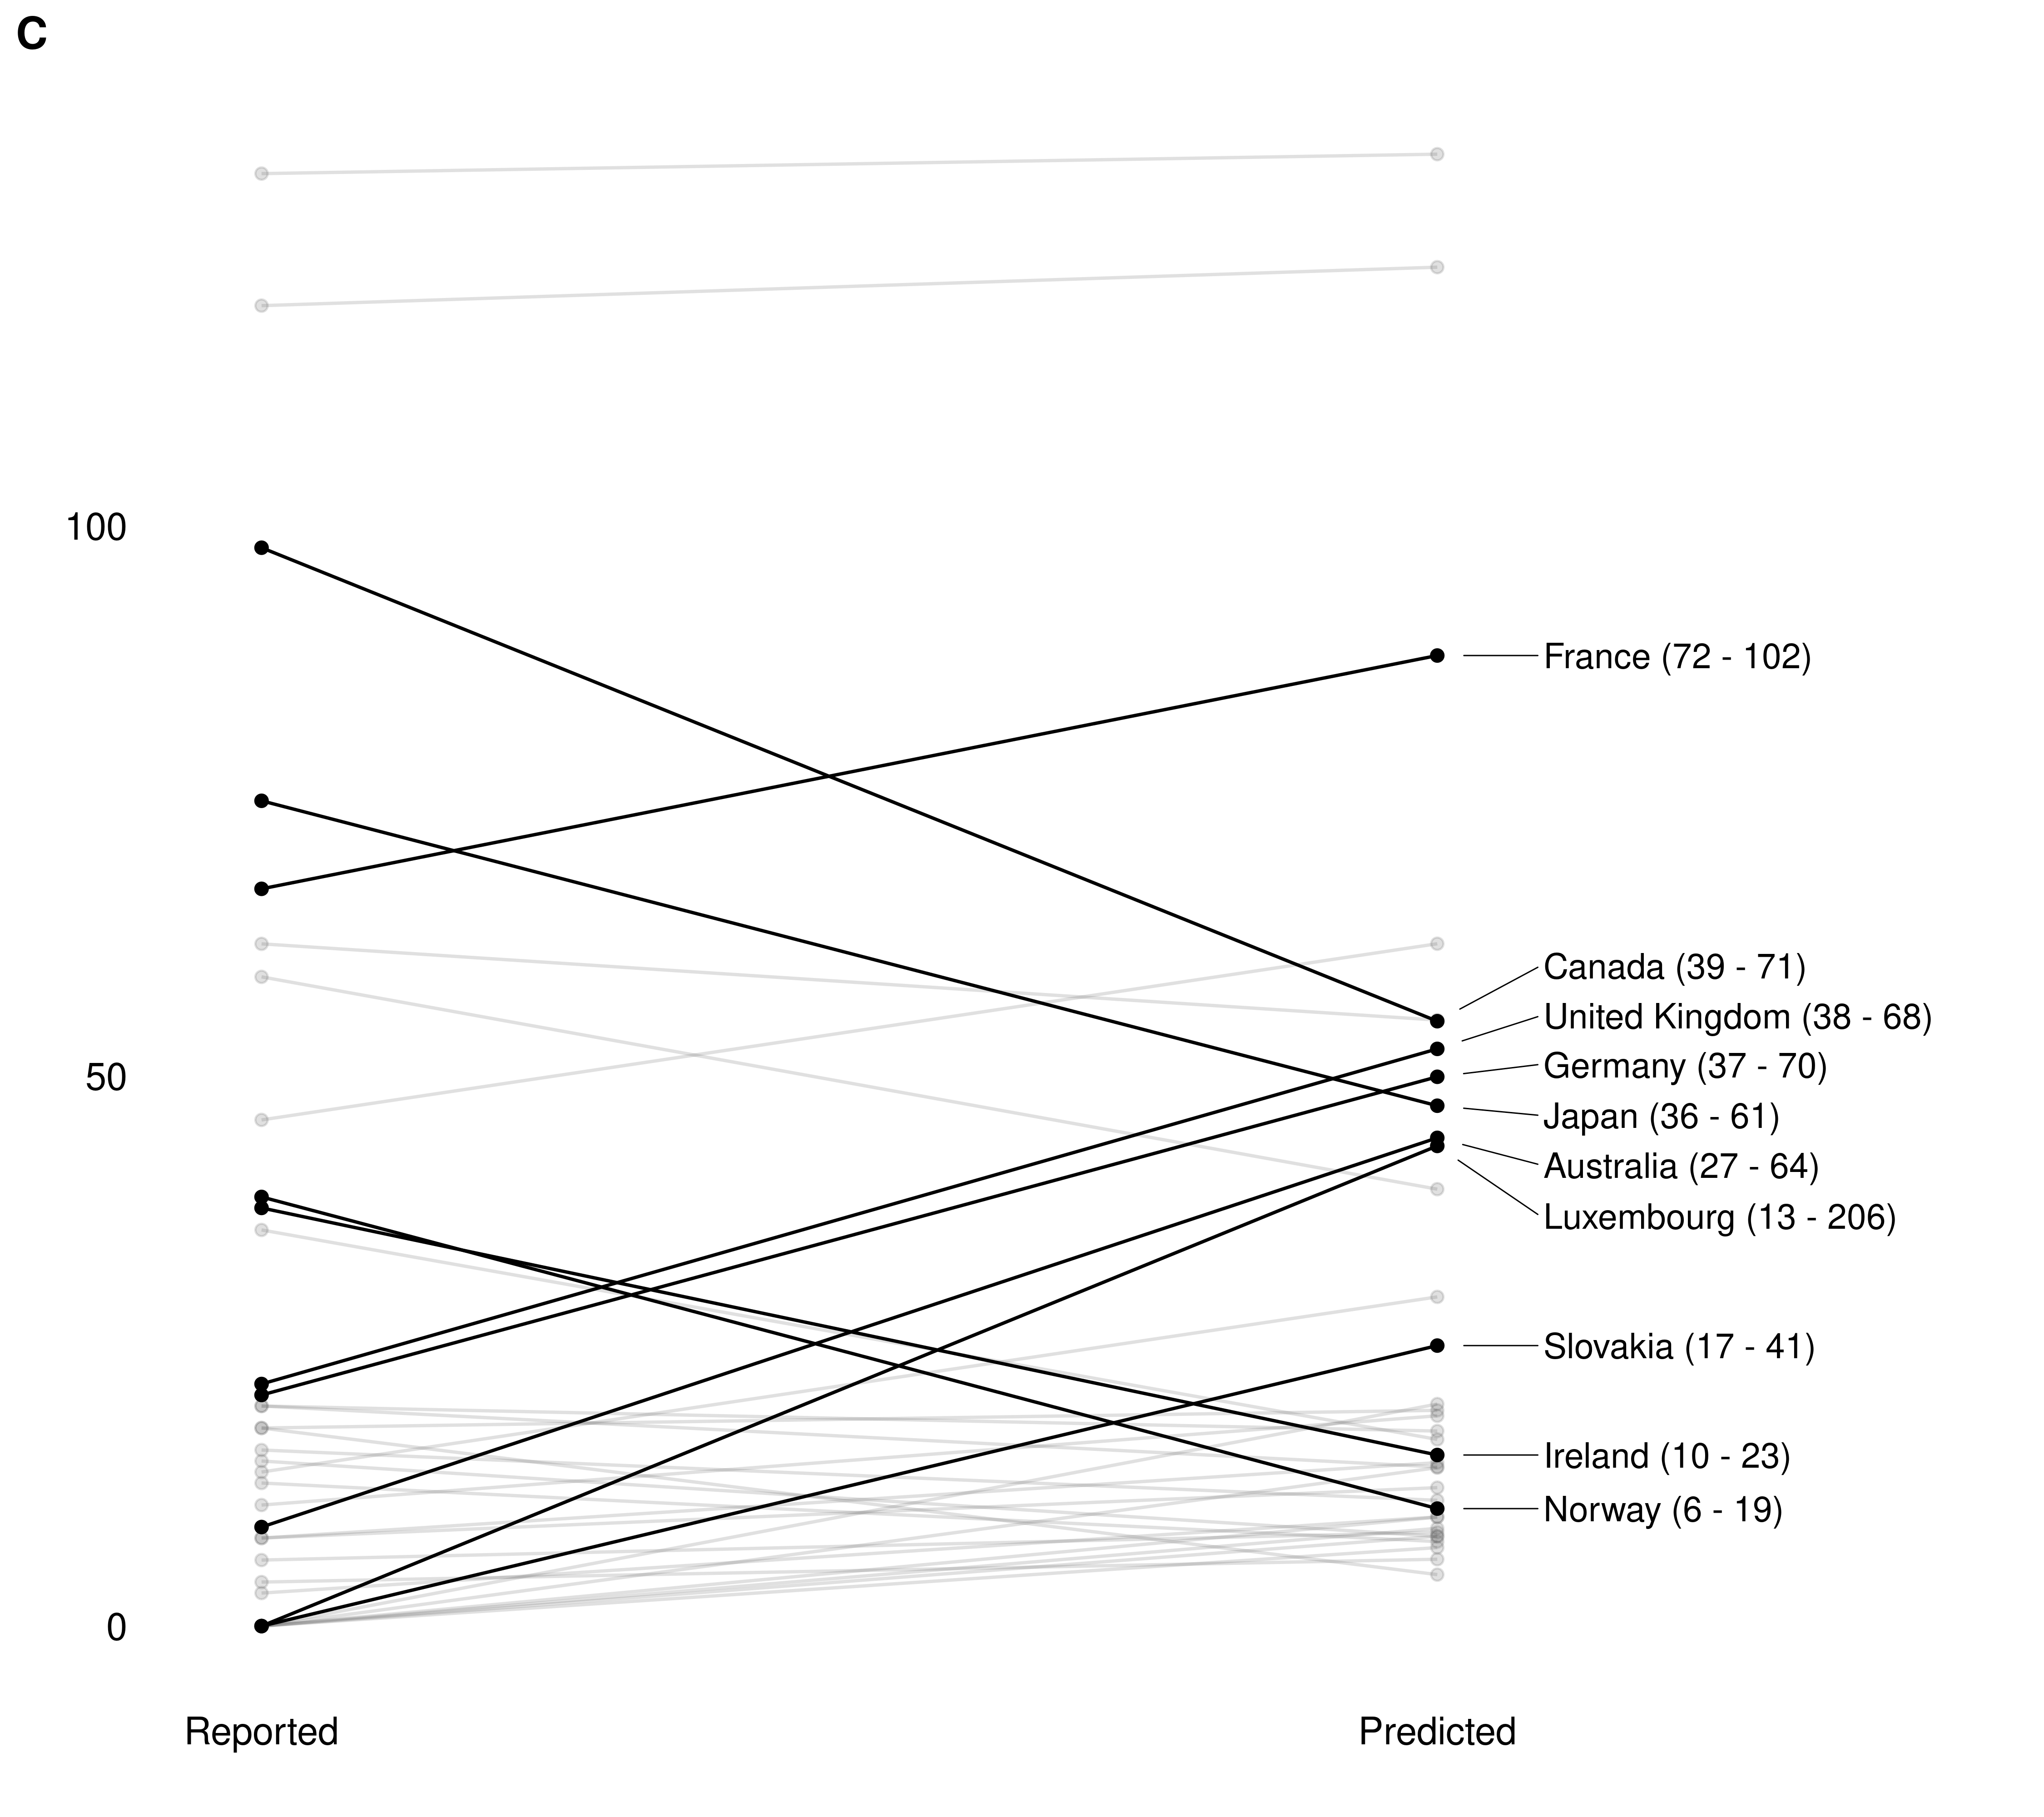 C
100
50
0
France (72 - 102)
Canada (39 - 71)
United Kingdom (38 - 68)
Germany (37 - 70)
Japan (36 - 61)
Australia (27 - 64)
Luxembourg (13 - 206)
Slovakia (17 - 41)
Ireland (10 - 23)
Norway (6 - 19)
Reported
Predicted